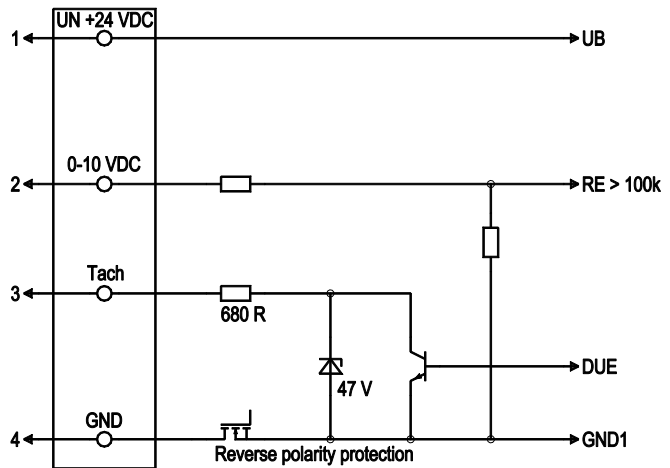 UN +24 VDC
1 UB
0-10 VDC
2 RE > 100k
Tach
3
680 R
47 V
DUE
GND
4 GND1
Reverse polarity protection